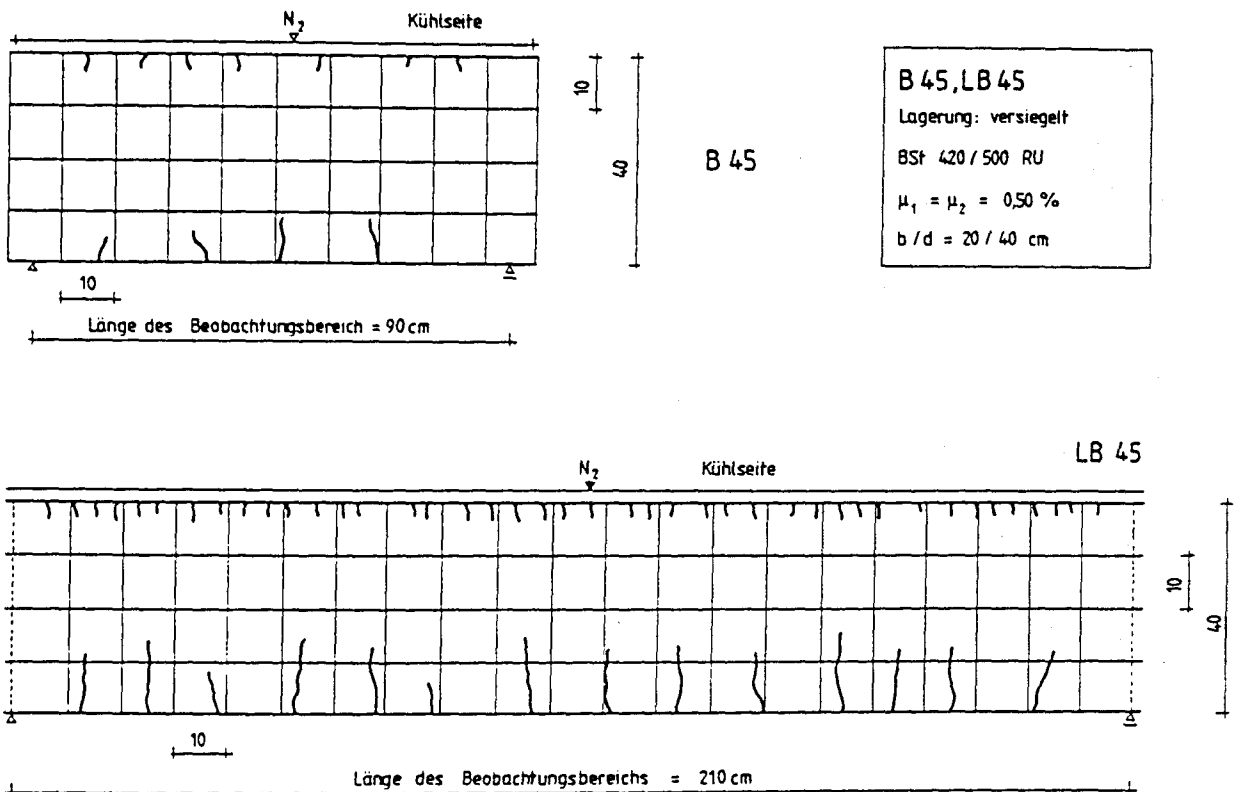 N₂ Kühlseite
10
40
B 45
10
Länge des Beobachtungsbereich = 90 cm
B 45, LB 45
Lagerung: versiegelt
BSt 420 / 500 RU
μ₁ = μ₂ = 0,50 %
b / d = 20 / 40 cm
LB 45
N₂ Kühlseite
10
40
10
Länge des Beobachtungsbereichs = 210 cm